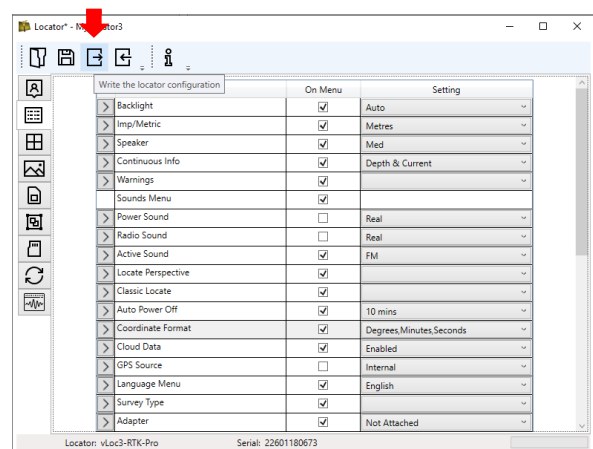 Locator* - M
tor3
Write the locator configuration
On Menu
Setting
Backlight Auto
Imp/Metric Metres
Speaker Med
Continuous Info Depth & Current
Warnings
Sounds Menu
Power Sound Real
Radio Sound Real
Active Sound FM
Locate Perspective
Classic Locate
Auto Power Off 10 mins
Coordinate Format Degrees,Minutes,Seconds
Cloud Data Enabled
GPS Source Internal
Language Menu English
Survey Type
Adapter Not Attached
Locator: vLoc3-RTK-Pro Serial: 22601180673